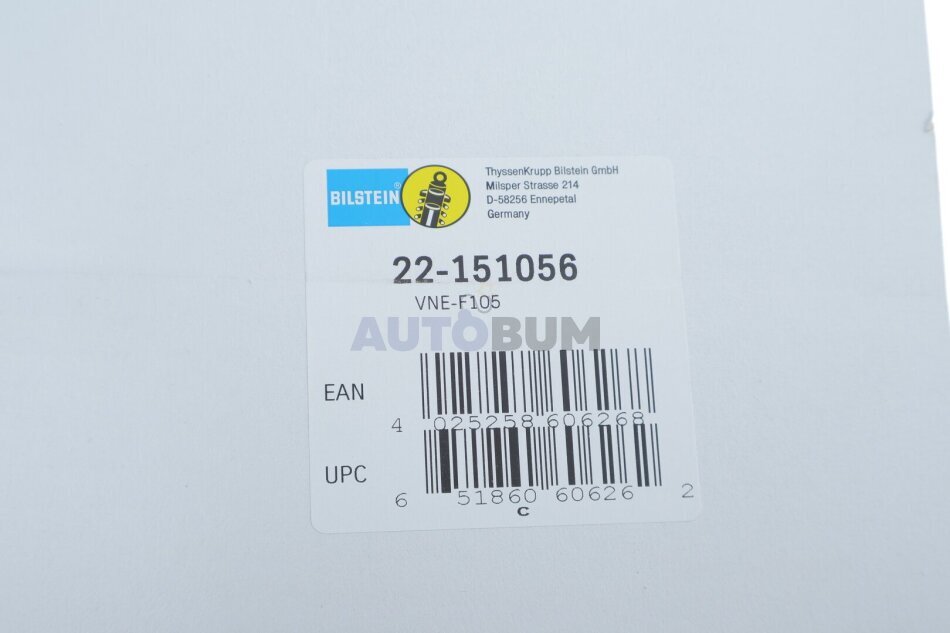 BILSTEIN®
ThyssenKrupp Bilstein GmbH
Milsper Strasse 214
D-58256 Ennepetal
Germany
22-151056
VNE-F105
AUTOBUM
EAN
4 025258 606268
UPC
6 51860 60626 2
C